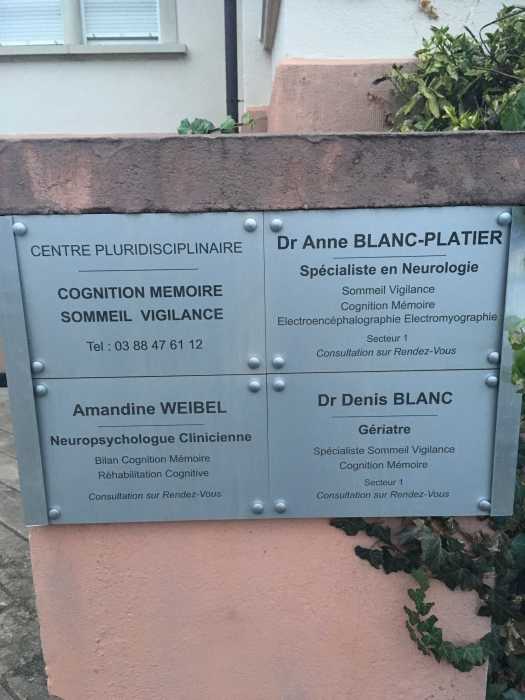 CENTRE PLURIDISCIPLINAIRE
COGNITION MEMOIRE
SOMMEIL VIGILANCE
Tel : 03 88 47 61 12
Dr Anne BLANC-PLATIER
Spécialiste en Neurologie
Sommeil Vigilance
Cognition Mémoire
Electroencéphalographie Electromyographie
Secteur 1
Consultation sur Rendez-Vous
Amandine WEIBEL
Neuropsychologue Clinicienne
Bilan Cognition Mémoire
Réhabilitation Cognitive
Consultation sur Rendez-Vous
Dr Denis BLANC
Gériatre
Spécialiste Sommeil Vigilance
Cognition Mémoire
Secteur 1
Consultation sur Rendez-Vous